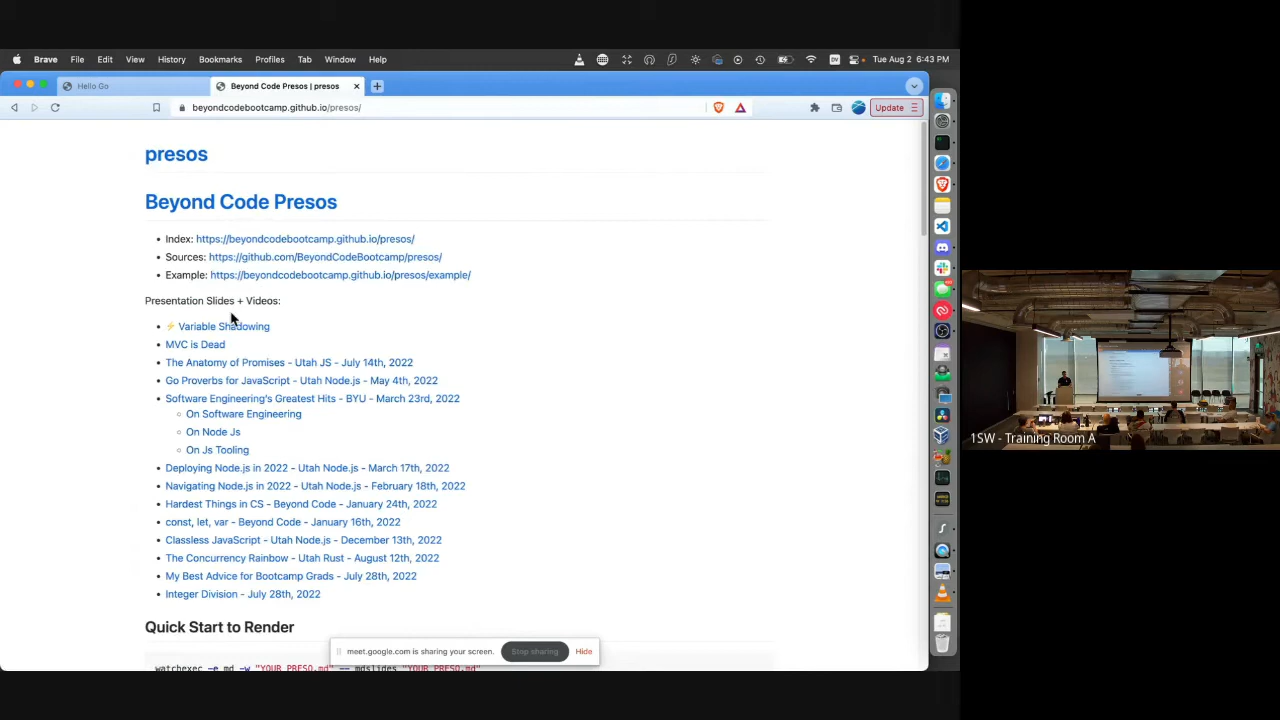 Brave File Edit View History Bookmarks Profiles Tab Window Help DV Tue Aug 2 6:43 PM
Hello Go
Beyond Code Presos | presos
beyondcodebootcamp.github.io/presos/
Update
presos
Beyond Code Presos
• Index: https://beyondcodebootcamp.github.io/presos/
• Sources: https://github.com/BeyondCodeBootcamp/presos/
• Example: https://beyondcodebootcamp.github.io/presos/example/
Presentation Slides + Videos:
• ⚡ Variable Shadowing
• MVC is Dead
• The Anatomy of Promises - Utah JS - July 14th, 2022
• Go Proverbs for JavaScript - Utah Node.js - May 4th, 2022
• Software Engineering's Greatest Hits - BYU - March 23rd, 2022
◦ On Software Engineering
◦ On Node Js
◦ On Js Tooling
• Deploying Node.js in 2022 - Utah Node.js - March 17th, 2022
• Navigating Node.js in 2022 - Utah Node.js - February 18th, 2022
• Hardest Things in CS - Beyond Code - January 24th, 2022
• const, let, var - Beyond Code - January 16th, 2022
• Classless JavaScript - Utah Node.js - December 13th, 2022
• The Concurrency Rainbow - Utah Rust - August 12th, 2022
• My Best Advice for Bootcamp Grads - July 28th, 2022
• Integer Division - July 28th, 2022
Quick Start to Render
meet.google.com is sharing your screen. Stop sharing Hide
watchexec -e md -w "YOUR_PRESO.md" -- mdslides "YOUR_PRESO.md"
1SW - Training Room A